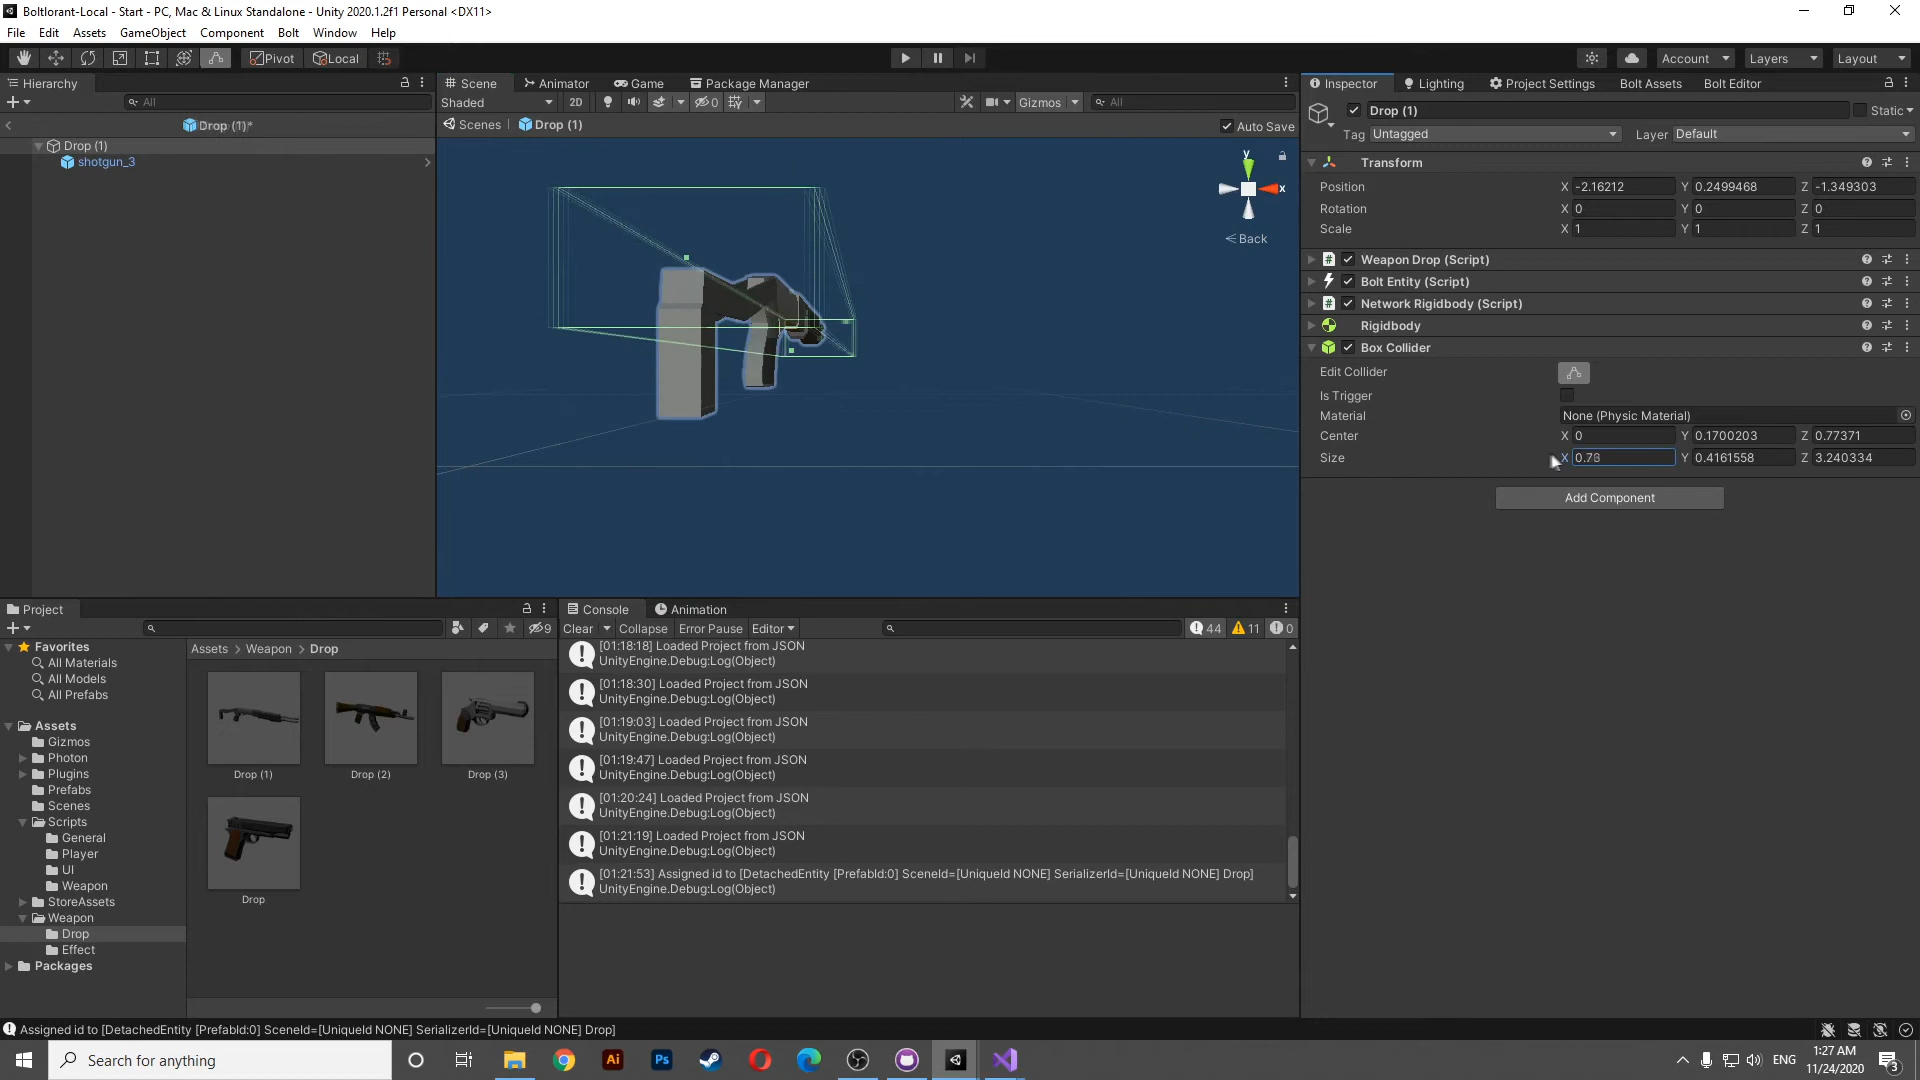 Boltlorant-Local - Start - PC, Mac & Linux Standalone - Unity 2020.1.2f1 Personal <DX11>
File Edit Assets GameObject Component Bolt Window Help
Pivot Local Account Layers Layout
Hierarchy
All
Drop (1)*
Drop (1)
shotgun_3
Scene Animator Game Package Manager
Shaded 2D 0 Gizmos All
Scenes Drop (1) Auto Save
y
x
Back
Inspector Lighting Project Settings Bolt Assets Bolt Editor
Drop (1) Static
Tag Untagged Layer Default
Transform
Position X -2.16212 Y 0.2499468 Z -1.349303
Rotation X 0 Y 0 Z 0
Scale X 1 Y 1 Z 1
Weapon Drop (Script)
Bolt Entity (Script)
Network Rigidbody (Script)
Rigidbody
Box Collider
Edit Collider
Is Trigger
Material None (Physic Material)
Center X 0 Y 0.1700203 Z 0.77371
Size X Y 0.4161558 Z 3.240334
Add Component
Project
9
Favorites
All Materials
All Models
All Prefabs
Assets
Gizmos
Photon
Plugins
Prefabs
Scenes
Scripts
General
Player
UI
Weapon
StoreAssets
Weapon
Drop
Effect
Packages
Assets > Weapon > Drop
Drop (1)
Drop (2)
Drop (3)
Drop
Console Animation
Clear Collapse Error Pause Editor 44 11 0
[01:18:18] Loaded Project from JSON
UnityEngine.Debug:Log(Object)
[01:18:30] Loaded Project from JSON
UnityEngine.Debug:Log(Object)
[01:19:03] Loaded Project from JSON
UnityEngine.Debug:Log(Object)
[01:19:47] Loaded Project from JSON
UnityEngine.Debug:Log(Object)
[01:20:24] Loaded Project from JSON
UnityEngine.Debug:Log(Object)
[01:21:19] Loaded Project from JSON
UnityEngine.Debug:Log(Object)
[01:21:53] Assigned id to [DetachedEntity [PrefabId:0] SceneId=[UniqueId NONE] SerializerId=[UniqueId NONE] Drop]
UnityEngine.Debug:Log(Object)
Assigned id to [DetachedEntity [PrefabId:0] SceneId=[UniqueId NONE] SerializerId=[UniqueId NONE] Drop]
Search for anything
Ai Ps
ENG
1:27 AM
11/24/2020
3